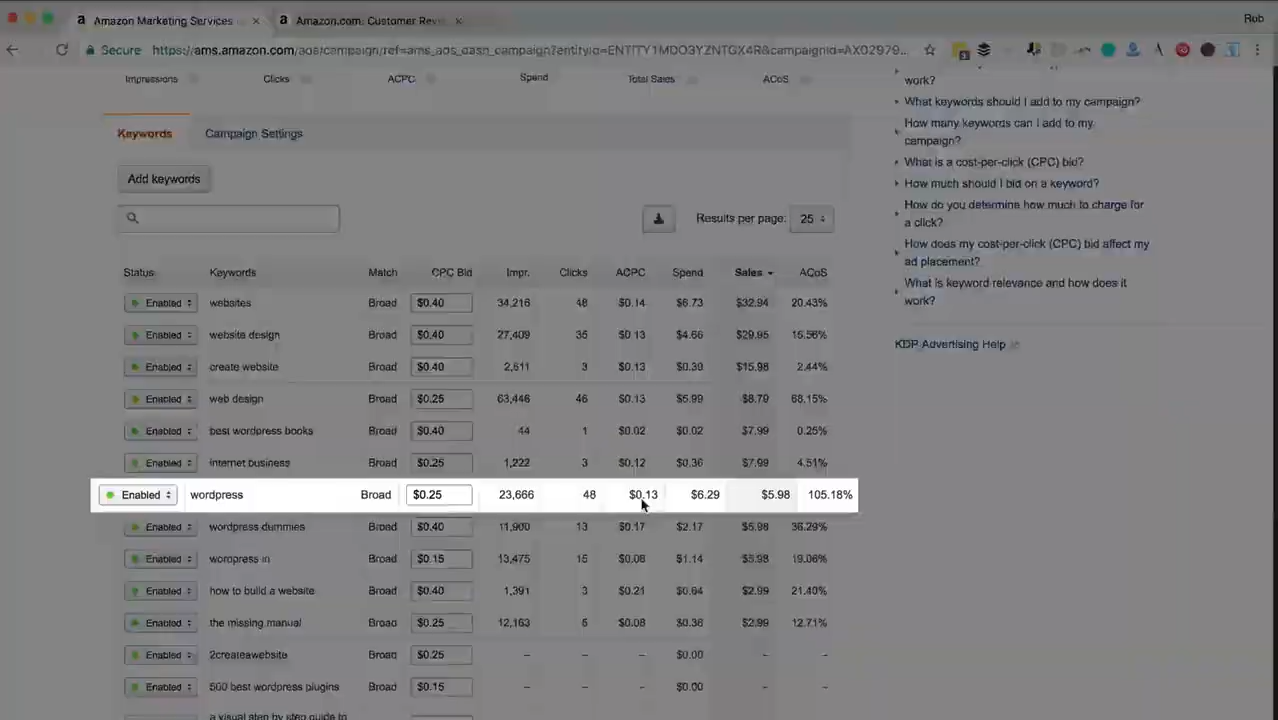 Amazon Marketing Services
Amazon.com: Customer Rev
Rob
Secure https://ams.amazon.com/
Impressions Clicks ACPC Spend Total Sales ACoS
work?
What keywords should I add to my campaign?
How many keywords can I add to my
campaign?
What is a cost-per-click (CPC) bid?
How much should I bid on a keyword?
How do you determine how much to charge for
a click?
How does my cost-per-click (CPC) bid affect my
ad placement?
What is keyword relevance and how does it
work?
KDP Advertising Help
Keywords Campaign Settings
Add keywords
Results per page: 25
Status Keywords Match CPC Bid Impr. Clicks ACPC Spend Sales ACoS
Enabled websites Broad $0.40 34,216 48 $0.14 $6.73 $32.94 20.43%
Enabled website design Broad $0.40 27,409 35 $0.13 $4.66 $29.95 15.56%
Enabled create website Broad $0.40 2,511 3 $0.13 $0.39 $15.98 2.44%
Enabled web design Broad $0.25 63,446 46 $0.13 $5.99 $8.79 68.15%
Enabled best wordpress books Broad $0.40 44 1 $0.02 $0.02 $7.99 0.25%
Enabled internet business Broad $0.25 1,222 3 $0.12 $0.36 $7.99 4.51%
Enabled wordpress Broad $0.25 23,666 48 $0.13 $6.29 $5.98 105.18%
Enabled wordpress dummies Broad $0.40 11,900 13 $0.17 $2.17 $5.98 36.29%
Enabled wordpress in Broad $0.15 13,475 15 $0.08 $1.14 $5.98 19.06%
Enabled how to build a website Broad $0.40 1,391 3 $0.21 $0.64 $2.99 21.40%
Enabled the missing manual Broad $0.25 12,163 5 $0.08 $0.38 $2.99 12.71%
Enabled 2createawebsite Broad $0.25 – – – $0.00 – –
Enabled 500 best wordpress plugins Broad $0.15 – – – $0.00 – –
a visual step by step guide to